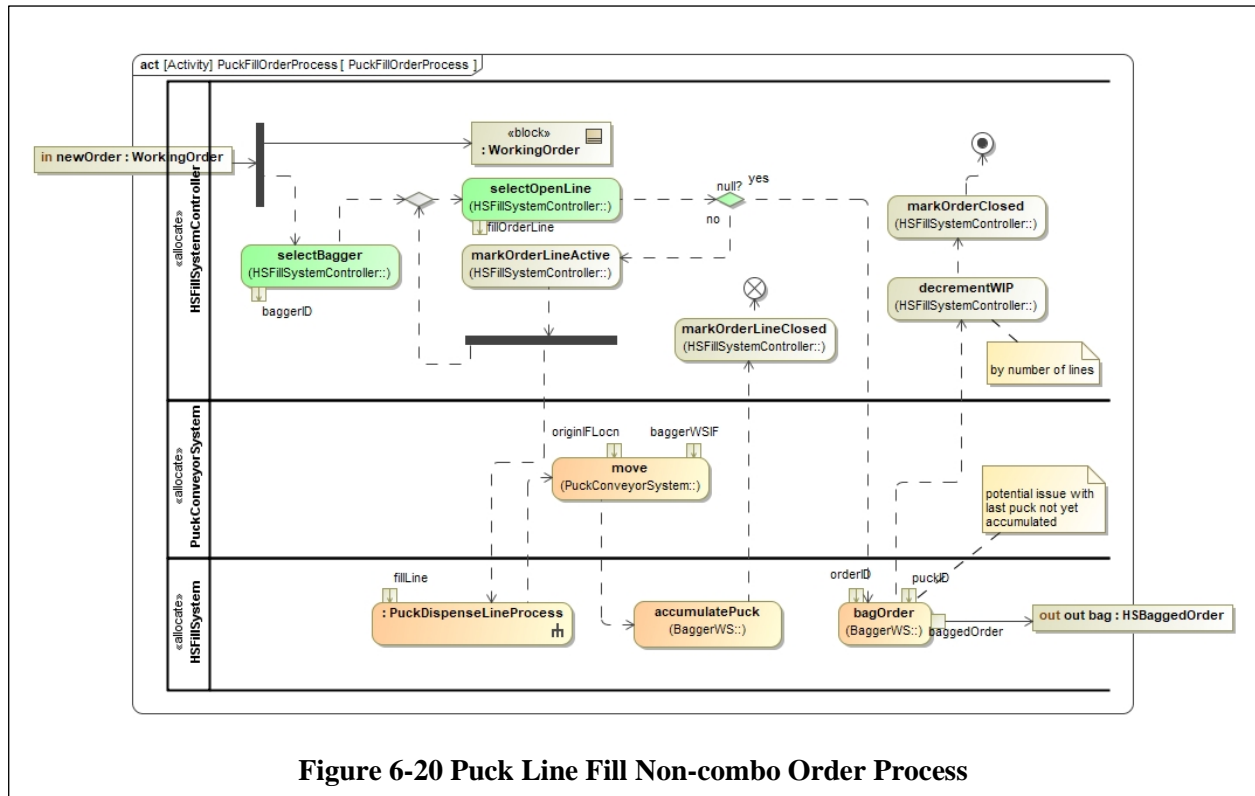 act [Activity] PuckFillOrderProcess [ PuckFillOrderProcess ]
«allocate»
HSFillSystemController
in newOrder : WorkingOrder
«block»
: WorkingOrder
selectOpenLine
(HSFillSystemController::)
fillOrderLine
null?
yes
no
selectBagger
(HSFillSystemController::)
baggerID
markOrderLineActive
(HSFillSystemController::)
markOrderLineClosed
(HSFillSystemController::)
markOrderClosed
(HSFillSystemController::)
decrementWIP
(HSFillSystemController::)
by number of lines
«allocate»
PuckConveyorSystem
originIFLocn
baggerWSIF
move
(PuckConveyorSystem::)
potential issue with
last puck not yet
accumulated
«allocate»
HSFillSystem
fillLine
: PuckDispenseLineProcess
accumulatePuck
(BaggerWS::)
orderID
puckID
bagOrder
(BaggerWS::)
baggedOrder
out out bag : HSBaggedOrder
Figure 6-20 Puck Line Fill Non-combo Order Process